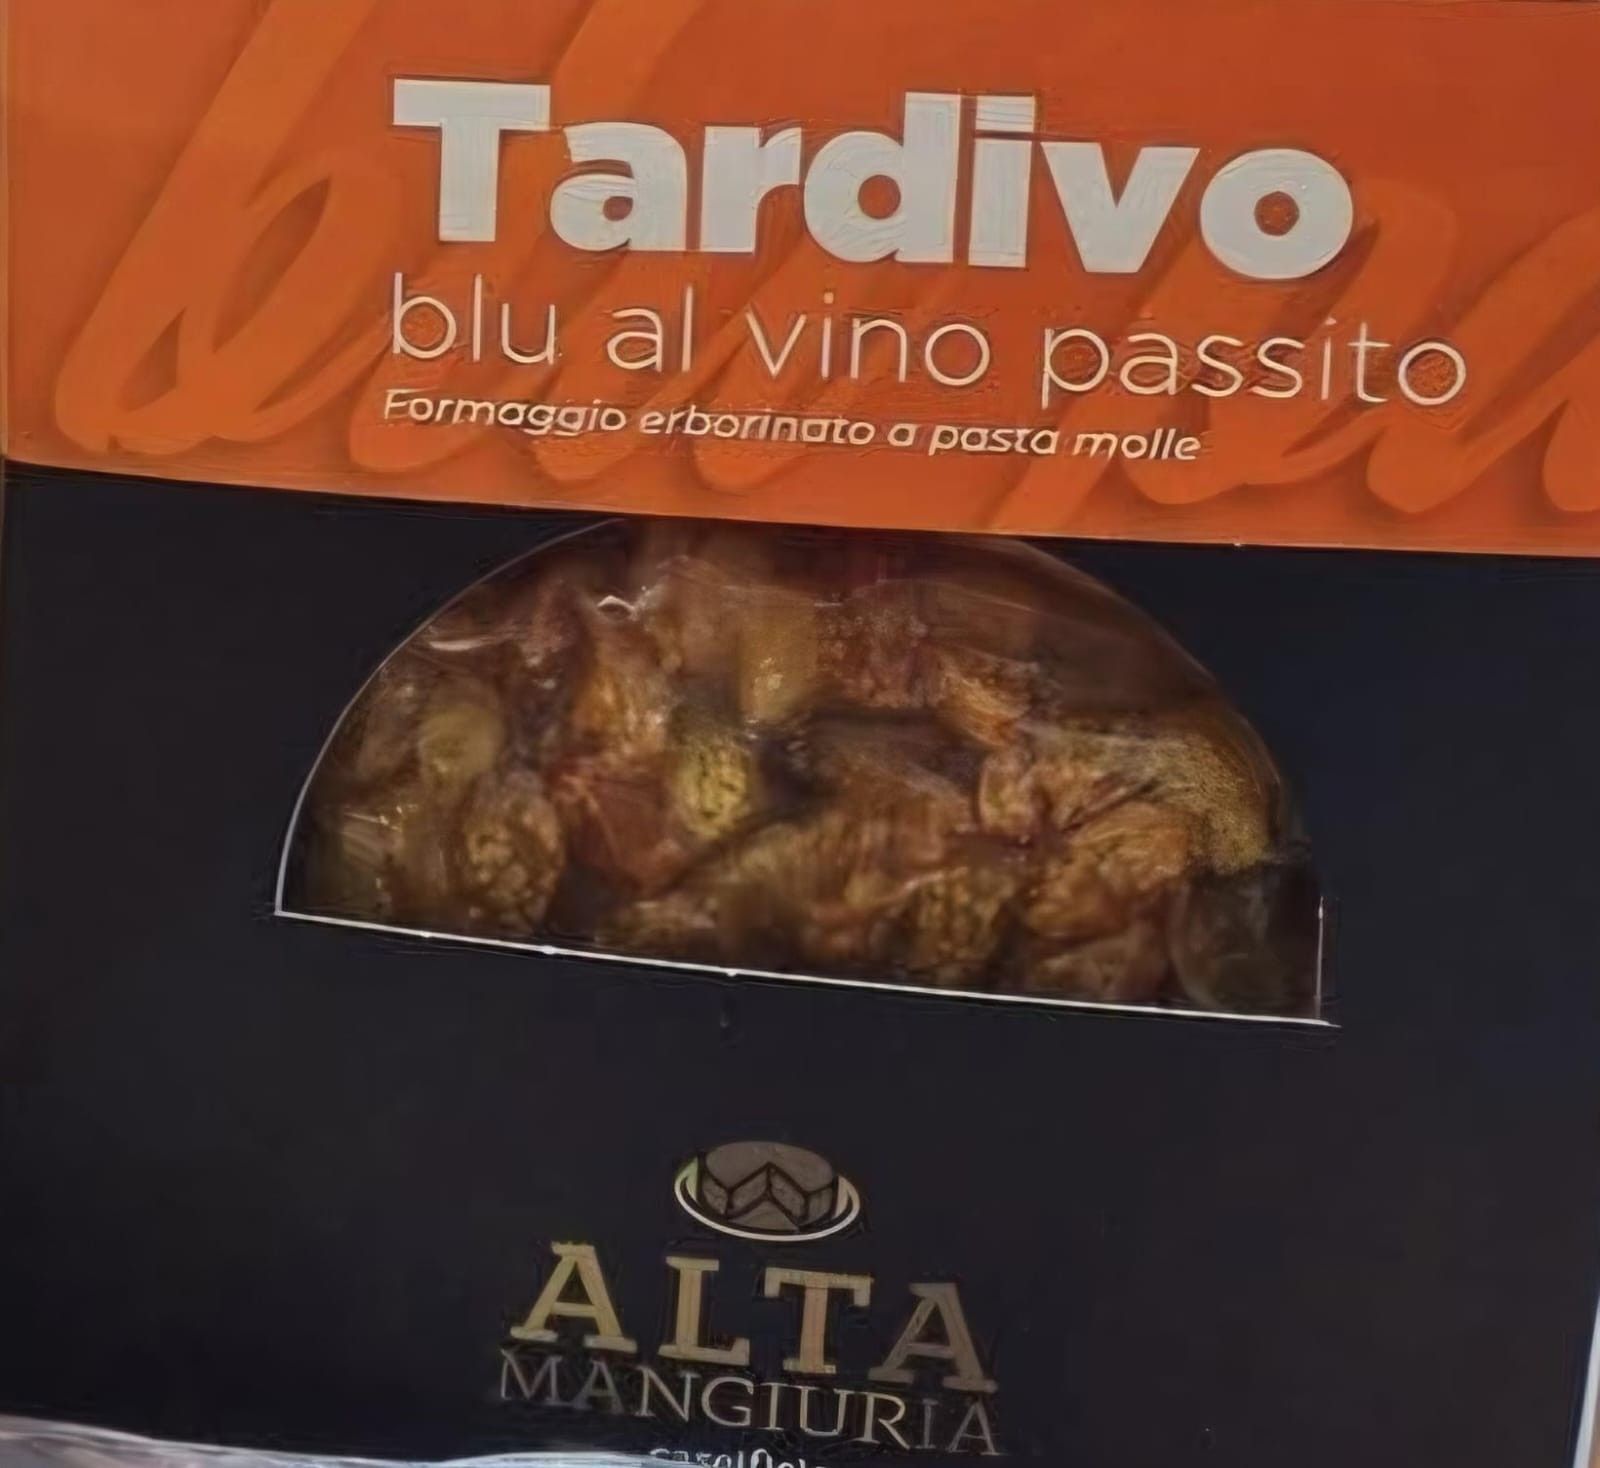 Tardivo
blu al vino passito
Formaggio erborinato a pasta molle
ALTA
MANGIURIA